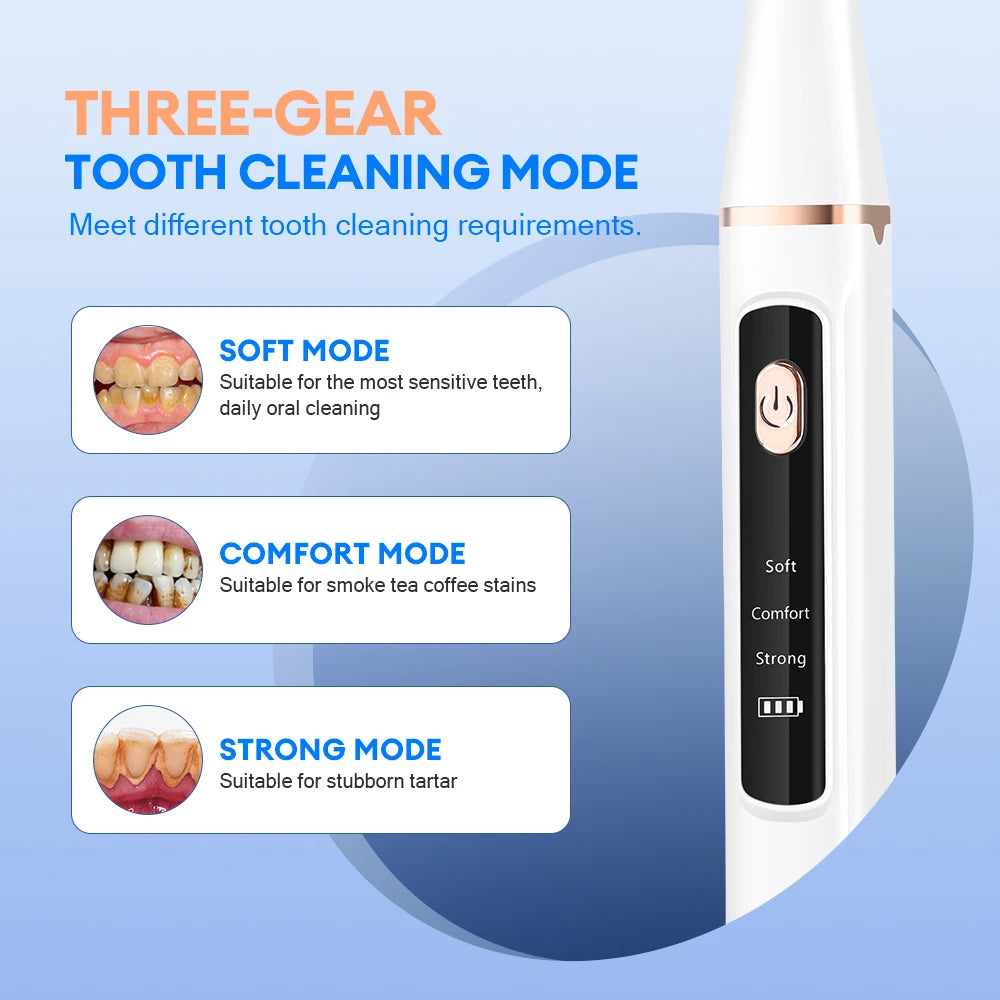 THREE-GEAR
TOOTH CLEANING MODE
Meet different tooth cleaning requirements.
SOFT MODE
Suitable for the most sensitive teeth,
daily oral cleaning
COMFORT MODE
Suitable for smoke tea coffee stains
STRONG MODE
Suitable for stubborn tartar
Soft
Comfort
Strong